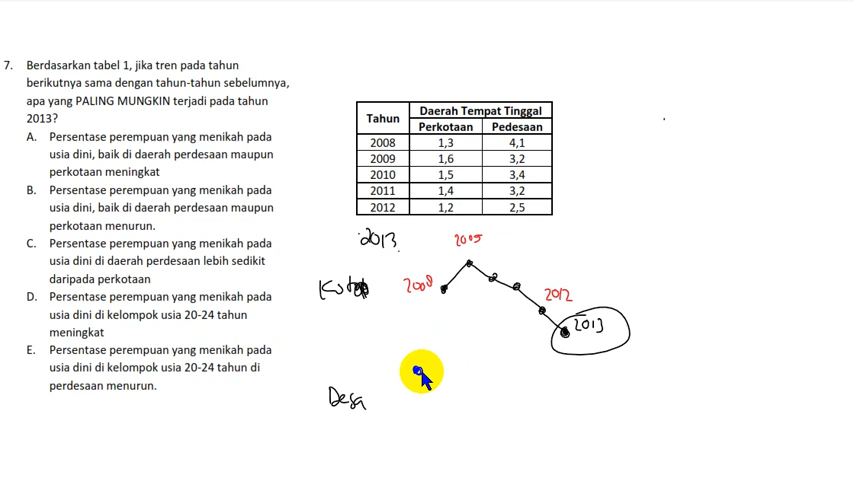 7. Berdasarkan tabel 1, jika tren pada tahun
berikutnya sama dengan tahun-tahun sebelumnya,
apa yang PALING MUNGKIN terjadi pada tahun
2013?
A. Persentase perempuan yang menikah pada
usia dini, baik di daerah perdesaan maupun
perkotaan meningkat
B. Persentase perempuan yang menikah pada
usia dini, baik di daerah perdesaan maupun
perkotaan menurun.
C. Persentase perempuan yang menikah pada
usia dini di daerah perdesaan lebih sedikit
daripada perkotaan
D. Persentase perempuan yang menikah pada
usia dini di kelompok usia 20-24 tahun
meningkat
E. Persentase perempuan yang menikah pada
usia dini di kelompok usia 20-24 tahun di
perdesaan menurun.
Tahun Daerah Tempat Tinggal
Perkotaan Pedesaan
2008 1,3 4,1
2009 1,6 3,2
2010 1,5 3,4
2011 1,4 3,2
2012 1,2 2,5
2013
2005
2008
2012
2013
Desa